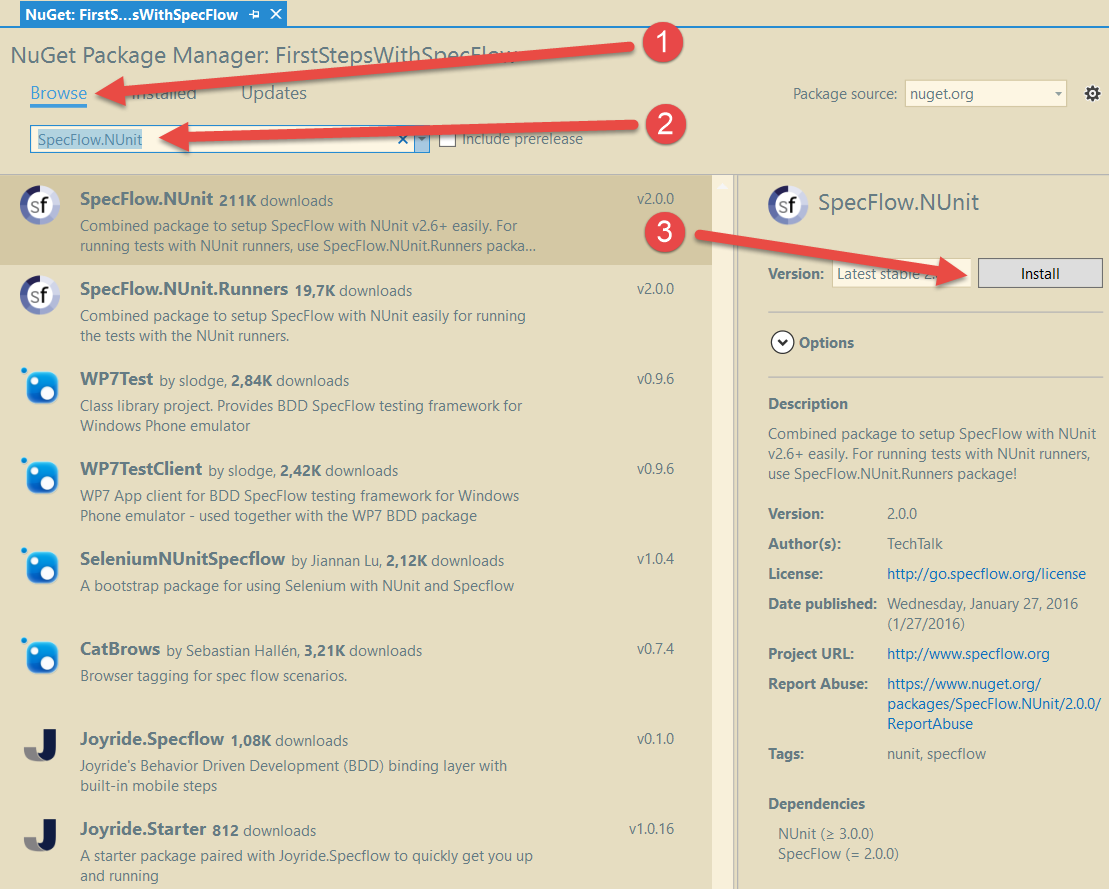 NuGet: FirstS...sWithSpecFlow
NuGet Package Manager: FirstStepsWithSpecFlow
1
Browse
Installed
Updates
Package source:
nuget.org
SpecFlow.NUnit
2
Include prerelease
sf
SpecFlow.NUnit 211K downloads
v2.0.0
Combined package to setup SpecFlow with NUnit v2.6+ easily. For
running tests with NUnit runners, use SpecFlow.NUnit.Runners packa...
sf
SpecFlow.NUnit.Runners 19,7K downloads
v2.0.0
Combined package to setup SpecFlow with NUnit easily for running
the tests with the NUnit runners.
WP7Test by slodge, 2,84K downloads
v0.9.6
Class library project. Provides BDD SpecFlow testing framework for
Windows Phone emulator
WP7TestClient by slodge, 2,42K downloads
v0.9.6
WP7 App client for BDD SpecFlow testing framework for Windows
Phone emulator - used together with the WP7 BDD package
SeleniumNUnitSpecflow by Jiannan Lu, 2,12K downloads
v1.0.4
A bootstrap package for using Selenium with NUnit and Specflow
CatBrows by Sebastian Hallén, 3,21K downloads
v0.7.4
Browser tagging for spec flow scenarios.
Joyride.Specflow 1,08K downloads
v0.1.0
Joyride's Behavior Driven Development (BDD) binding layer with
built-in mobile steps
Joyride.Starter 812 downloads
v1.0.16
A starter package paired with Joyride.Specflow to quickly get you up
and running
sf
SpecFlow.NUnit
3
Version:
Latest stable 2.
Install
Options
Description
Combined package to setup SpecFlow with NUnit
v2.6+ easily. For running tests with NUnit runners,
use SpecFlow.NUnit.Runners package!
Version: 2.0.0
Author(s): TechTalk
License: http://go.specflow.org/license
Date published: Wednesday, January 27, 2016
(1/27/2016)
Project URL: http://www.specflow.org
Report Abuse: https://www.nuget.org/
packages/SpecFlow.NUnit/2.0.0/
ReportAbuse
Tags: nunit, specflow
Dependencies
NUnit (≥ 3.0.0)
SpecFlow (= 2.0.0)